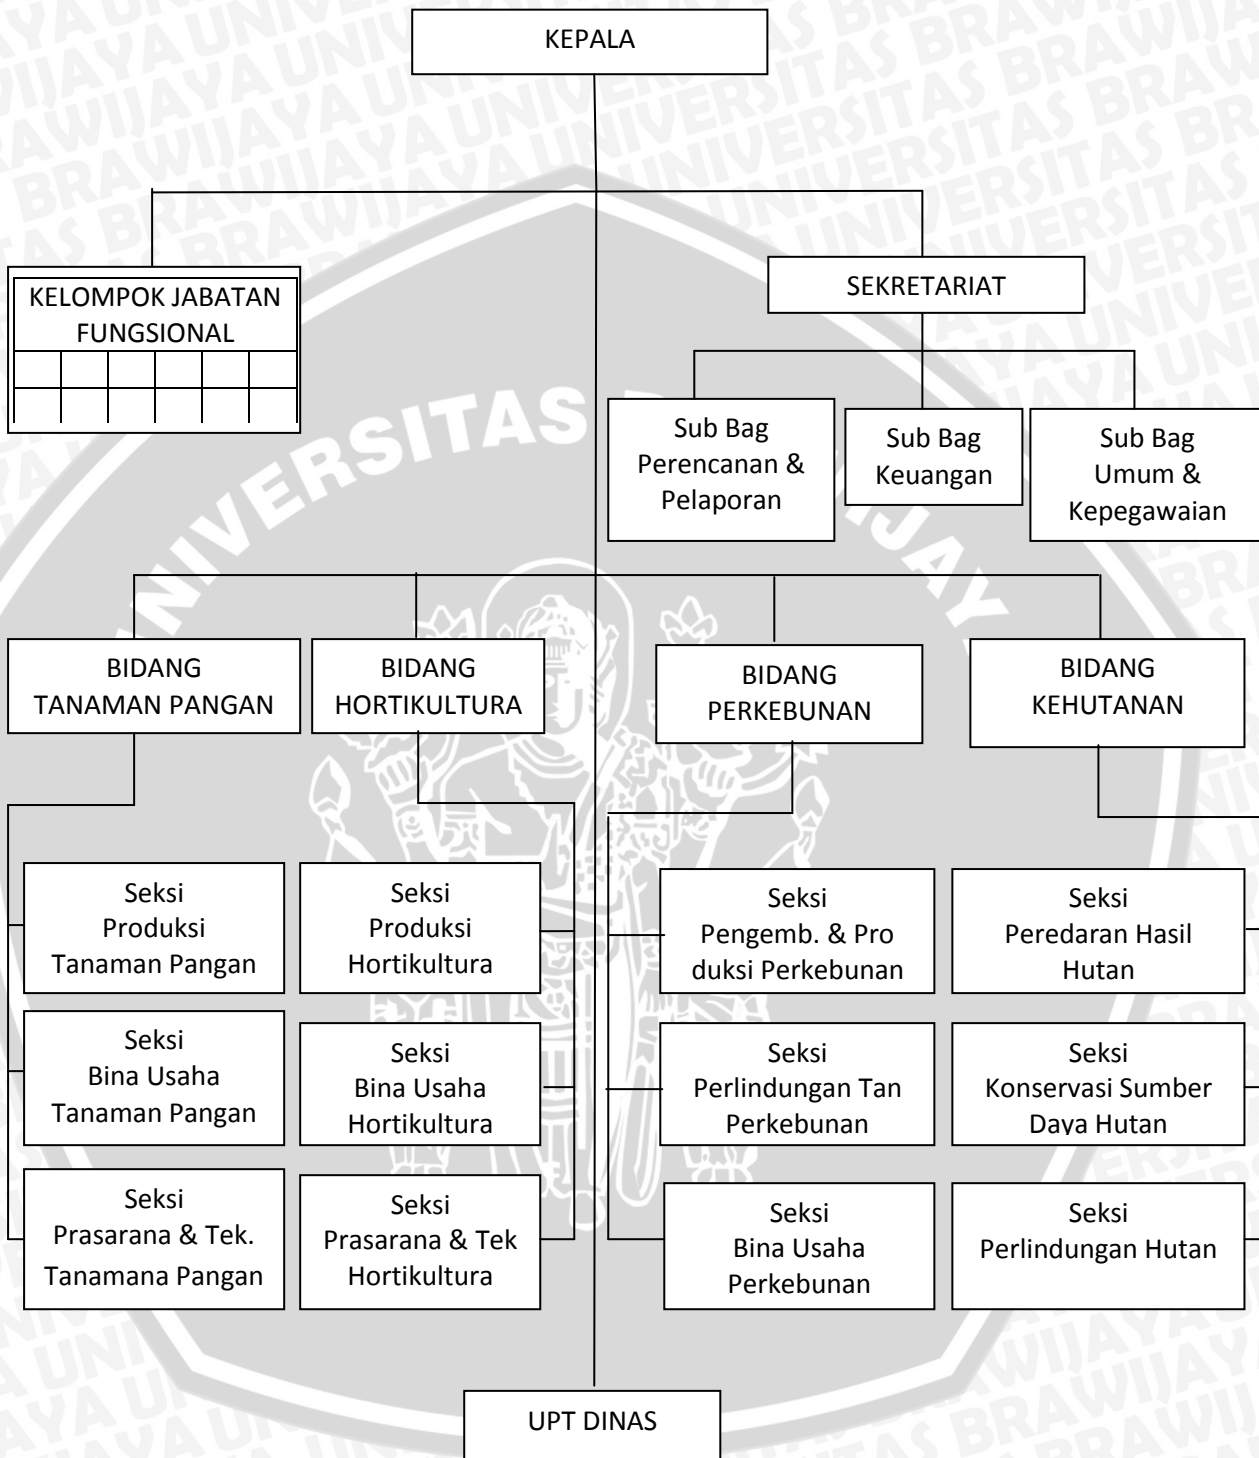 KEPALA
KELOMPOK JABATAN
FUNGSIONAL
SEKRETARIAT
Sub Bag
Perencanan &
Pelaporan
Sub Bag
Keuangan
Sub Bag
Umum &
Kepegawaian
BIDANG
TANAMAN PANGAN
BIDANG
HORTIKULTURA
BIDANG
PERKEBUNAN
BIDANG
KEHUTANAN
Seksi
Produksi
Tanaman Pangan
Seksi
Produksi
Hortikultura
Seksi
Pengemb. & Pro
duksi Perkebunan
Seksi
Peredaran Hasil
Hutan
Seksi
Bina Usaha
Tanaman Pangan
Seksi
Bina Usaha
Hortikultura
Seksi
Perlindungan Tan
Perkebunan
Seksi
Konservasi Sumber
Daya Hutan
Seksi
Prasarana & Tek.
Tanamana Pangan
Seksi
Prasarana & Tek
Hortikultura
Seksi
Bina Usaha
Perkebunan
Seksi
Perlindungan Hutan
UPT DINAS